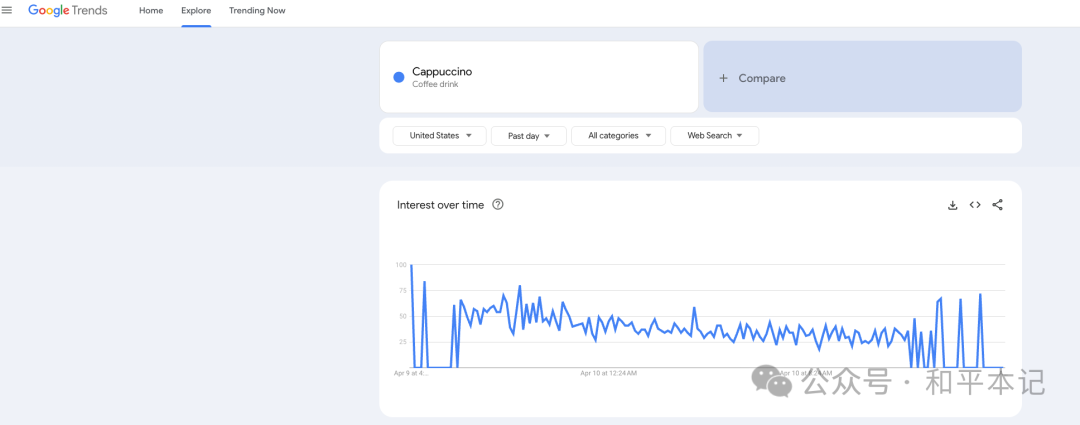 Google Trends
Home Explore Trending Now
Cappuccino
Coffee drink
+ Compare
United States
Past day
All categories
Web Search
Interest over time
100
75
50
25
Apr 9 at 4:...
Apr 10 at 12:24 AM
Apr 10 at 8:24 AM
公众号 · 和平本记